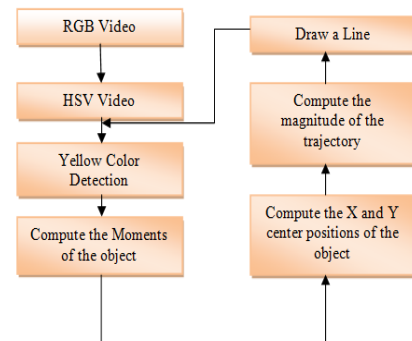 RGB Video
HSV Video
Yellow Color
Detection
Compute the Moments
of the object
Compute the X and Y
center positions of the
object
Compute the
magnitude of the
trajectory
Draw a Line